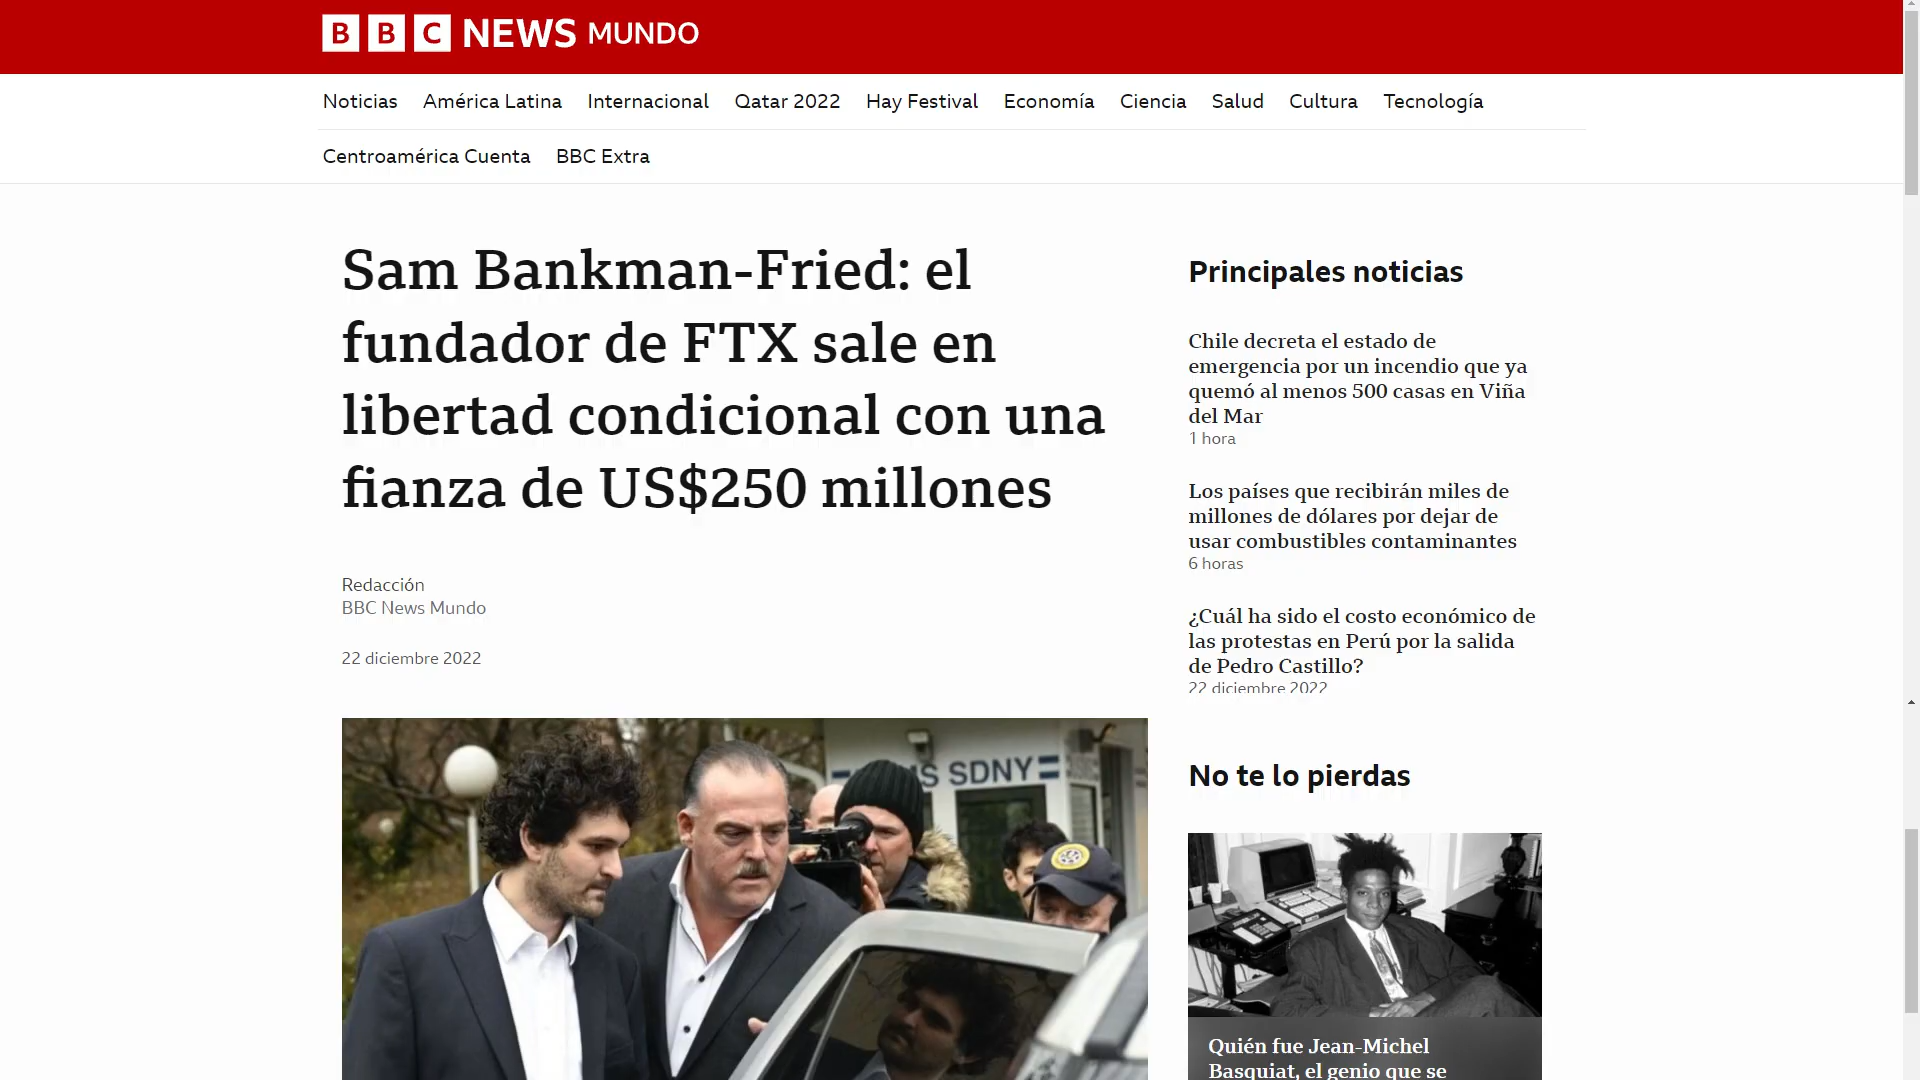 BBC NEWS MUNDO
Noticias América Latina Internacional Qatar 2022 Hay Festival Economía Ciencia Salud Cultura Tecnología
Centroamérica Cuenta BBC Extra
Sam Bankman-Fried: el
fundador de FTX sale en
libertad condicional con una
fianza de US$250 millones
Redacción
BBC News Mundo
22 diciembre 2022
S SDNY
Principales noticias
Chile decreta el estado de
emergencia por un incendio que ya
quemó al menos 500 casas en Viña
del Mar
1 hora
Los países que recibirán miles de
millones de dólares por dejar de
usar combustibles contaminantes
6 horas
¿Cuál ha sido el costo económico de
las protestas en Perú por la salida
de Pedro Castillo?
22 diciembre 2022
No te lo pierdas
Quién fue Jean-Michel
Basquiat, el genio que se